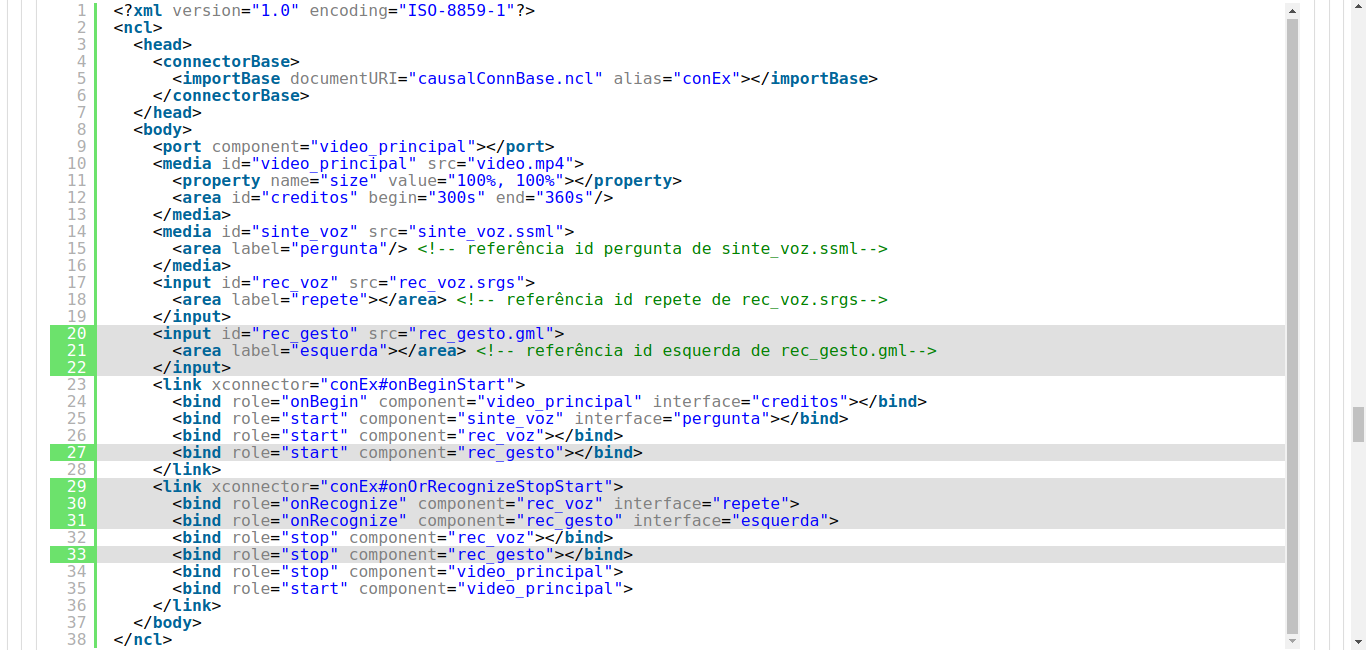 1 <?xml version="1.0" encoding="ISO-8859-1"?>
2 <ncl>
3 <head>
4 <connectorBase>
5 <importBase documentURI="causalConnBase.ncl" alias="conEx"></importBase>
6 </connectorBase>
7 </head>
8 <body>
9 <port component="video_principal"></port>
10 <media id="video_principal" src="video.mp4">
11 <property name="size" value="100%, 100%"></property>
12 <area id="creditos" begin="300s" end="360s"/>
13 </media>
14 <media id="sinte_voz" src="sinte_voz.ssml">
15 <area label="pergunta"/> <!-- referência id pergunta de sinte_voz.ssml-->
16 </media>
17 <input id="rec_voz" src="rec_voz.srgs">
18 <area label="repete"></area> <!-- referência id repete de rec_voz.srgs-->
19 </input>
20 <input id="rec_gesto" src="rec_gesto.gml">
21 <area label="esquerda"></area> <!-- referência id esquerda de rec_gesto.gml-->
22 </input>
23 <link xconnector="conEx#onBeginStart">
24 <bind role="onBegin" component="video_principal" interface="creditos"></bind>
25 <bind role="start" component="sinte_voz" interface="pergunta"></bind>
26 <bind role="start" component="rec_voz"></bind>
27 <bind role="start" component="rec_gesto"></bind>
28 </link>
29 <link xconnector="conEx#onOrRecognizeStopStart">
30 <bind role="onRecognize" component="rec_voz" interface="repete">
31 <bind role="onRecognize" component="rec_gesto" interface="esquerda">
32 <bind role="stop" component="rec_voz"></bind>
33 <bind role="stop" component="rec_gesto"></bind>
34 <bind role="stop" component="video_principal">
35 <bind role="start" component="video_principal">
36 </link>
37 </body>
38 </ncl>